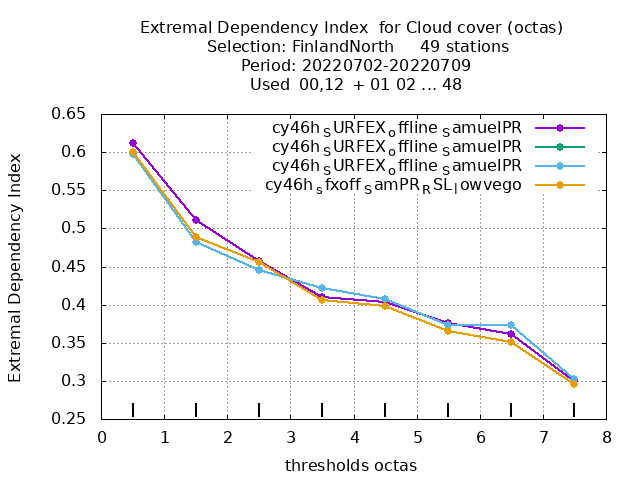 Extremal Dependency Index for Cloud cover (octas)
Selection: FinlandNorth 49 stations
Period: 20220702-20220709
Used 00,12 + 01 02 ... 48
cy46h_SURFEX_offline_SamuelPR
cy46h_SURFEX_offline_SamuelPR
cy46h_SURFEX_offline_SamuelPR
cy46h_sfxoff_SamPR_RSL_lowvego
Extremal Dependency Index
0.65
0.6
0.55
0.5
0.45
0.4
0.35
0.3
0.25
0 1 2 3 4 5 6 7 8
thresholds octas